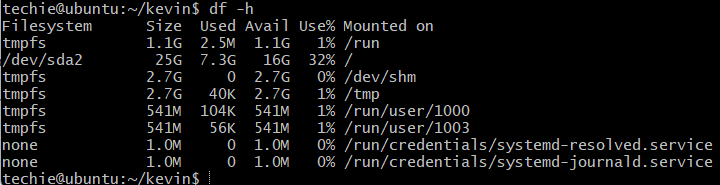 techie@ubuntu:~/kevin$ df -h
Filesystem      Size  Used Avail Use% Mounted on
tmpfs           1.1G  2.5M  1.1G   1% /run
/dev/sda2        25G  7.3G   16G  32% /
tmpfs           2.7G     0  2.7G   0% /dev/shm
tmpfs           2.7G   40K  2.7G   1% /tmp
tmpfs           541M  104K  541M   1% /run/user/1000
tmpfs           541M   56K  541M   1% /run/user/1003
none            1.0M     0  1.0M   0% /run/credentials/systemd-resolved.service
none            1.0M     0  1.0M   0% /run/credentials/systemd-journald.service
techie@ubuntu:~/kevin$